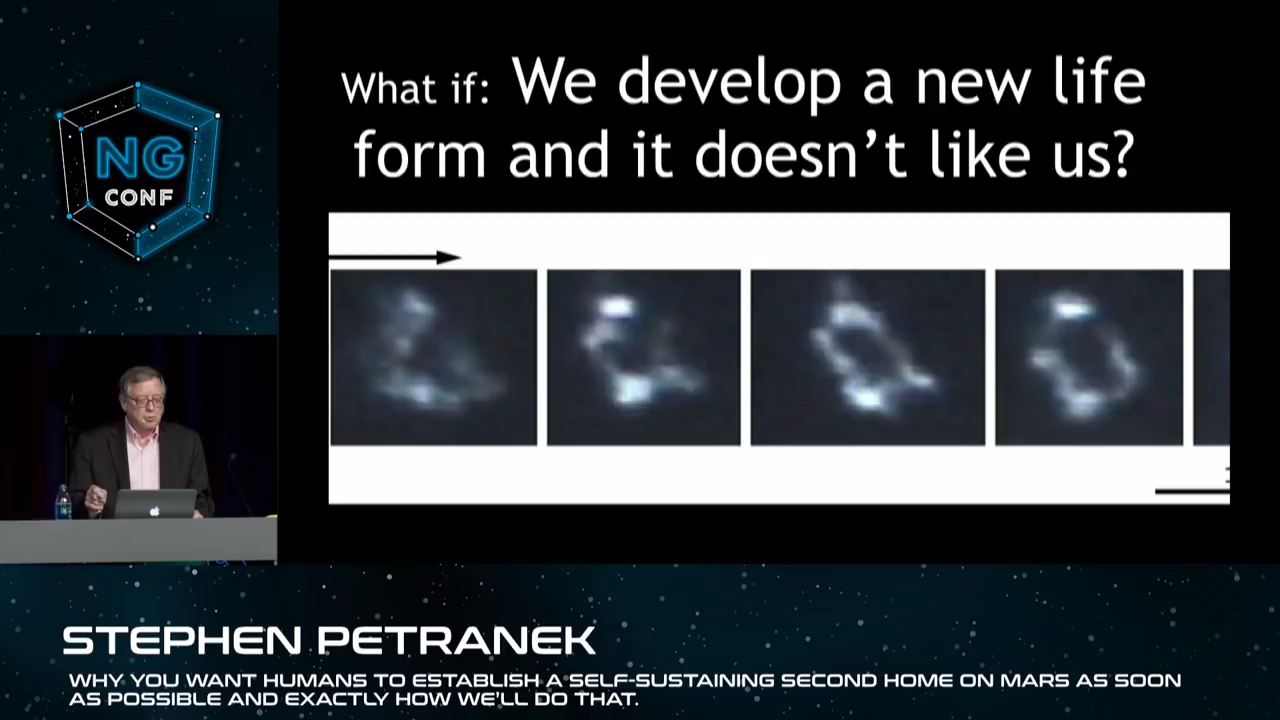 NG
CONF
What if: We develop a new life
form and it doesn't like us?
STEPHEN PETRANEK
WHY YOU WANT HUMANS TO ESTABLISH A SELF-SUSTAINING SECOND HOME ON MARS AS SOON
AS POSSIBLE AND EXACTLY HOW WE'LL DO THAT.